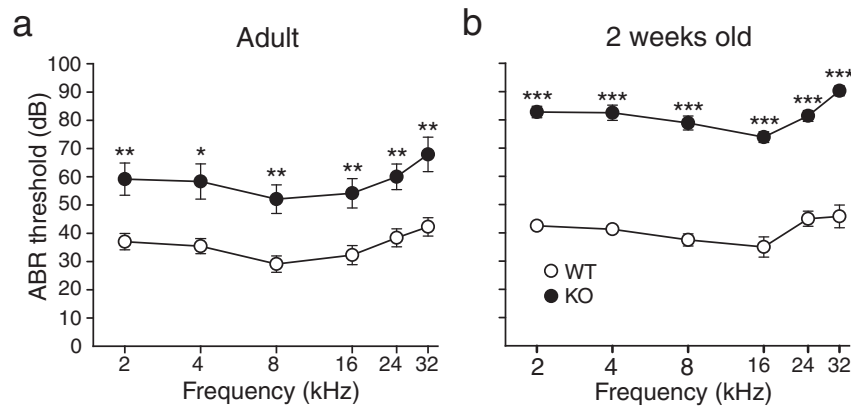 a
Adult
ABR threshold (dB)
100
90
80
70
60
50
40
30
20
10
0
** * ** ** ** **
2 4 8 16 24 32
Frequency (kHz)
b
2 weeks old
*** *** *** *** *** ***
WT
KO
2 4 8 16 24 32
Frequency (kHz)